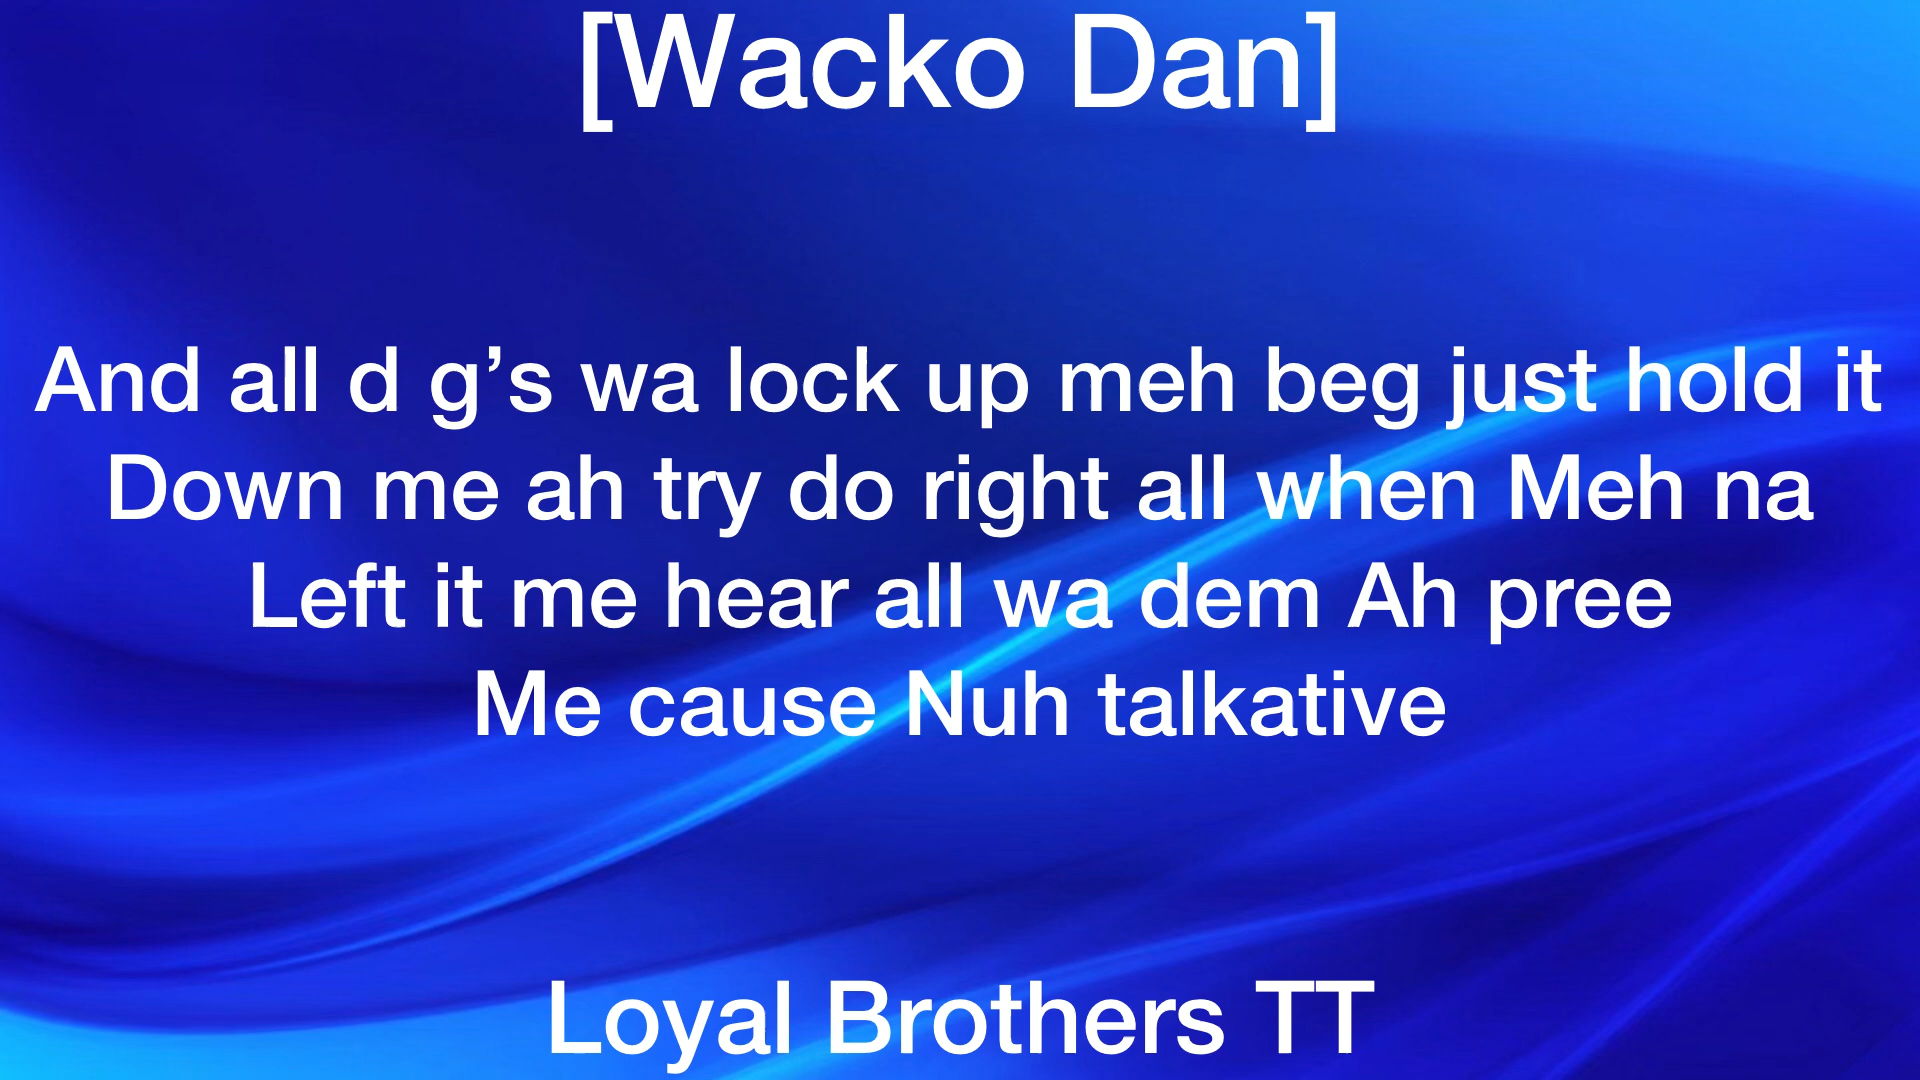 [Wacko Dan]
And all d g’s wa lock up meh beg just hold it
Down me ah try do right all when Meh na
Left it me hear all wa dem Ah pree
Me cause Nuh talkative
Loyal Brothers TT